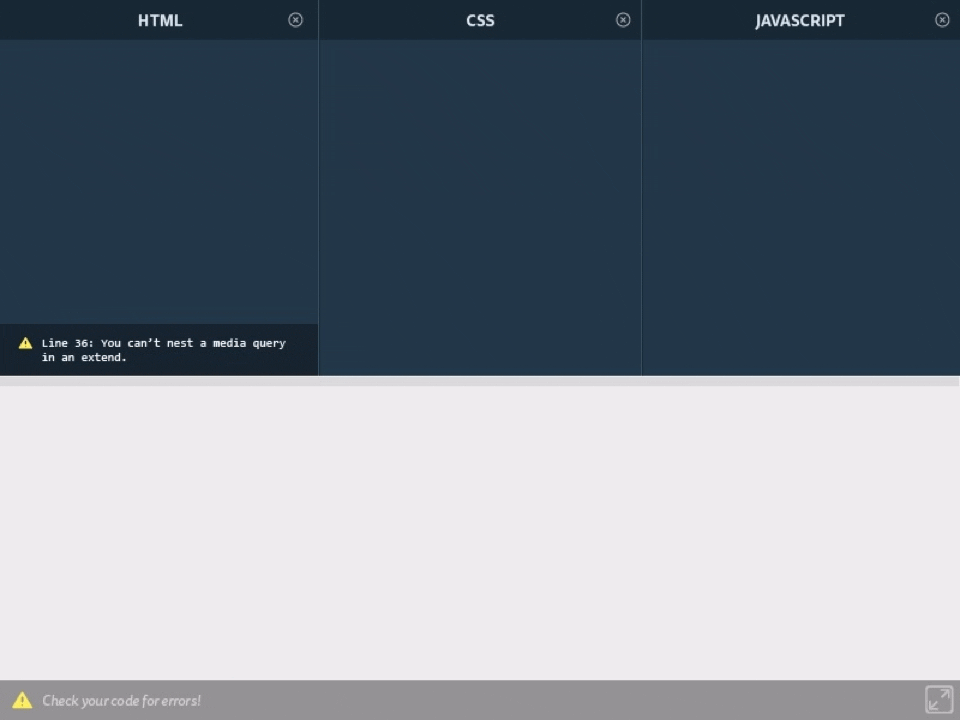 HTML
CSS
JAVASCRIPT
Line 36: You can't nest a media query
in an extend.
Check your code for errors!